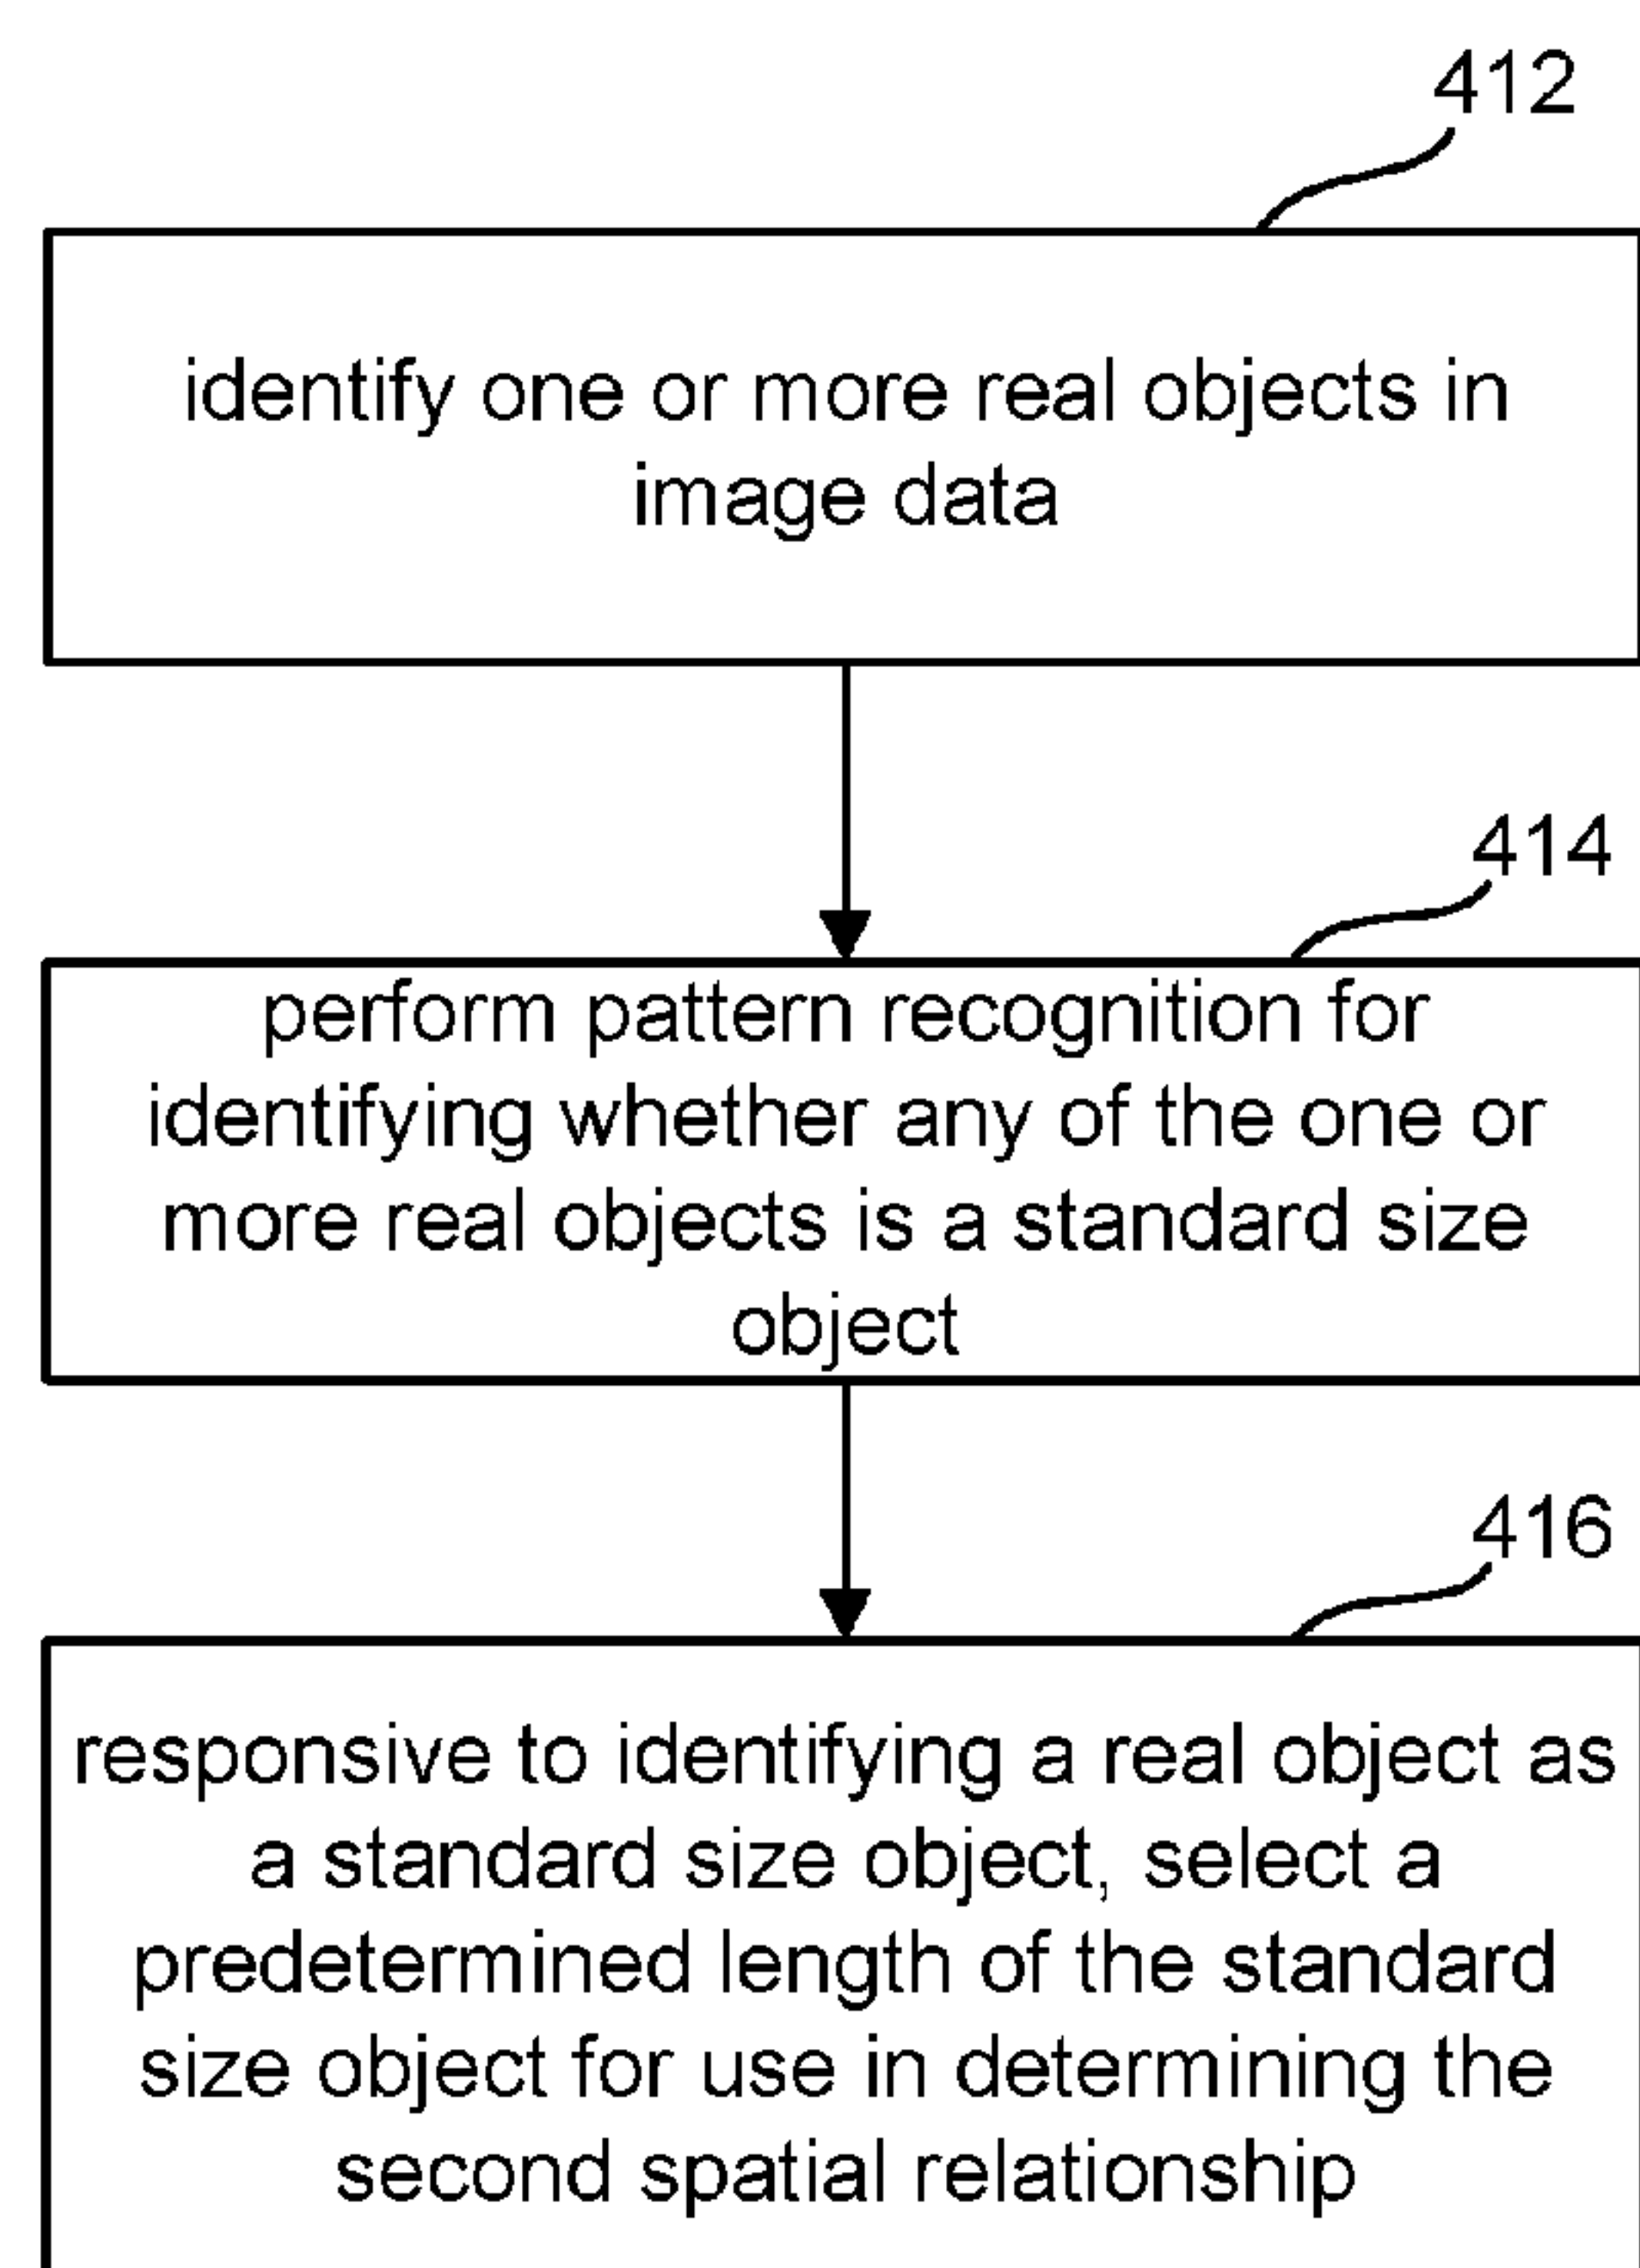 412
identify one or more real objects in
image data
414
perform pattern recognition for
identifying whether any of the one or
more real objects is a standard size
object
416
responsive to identifying a real object as
a standard size object, select a
predetermined length of the standard
size object for use in determining the
second spatial relationship